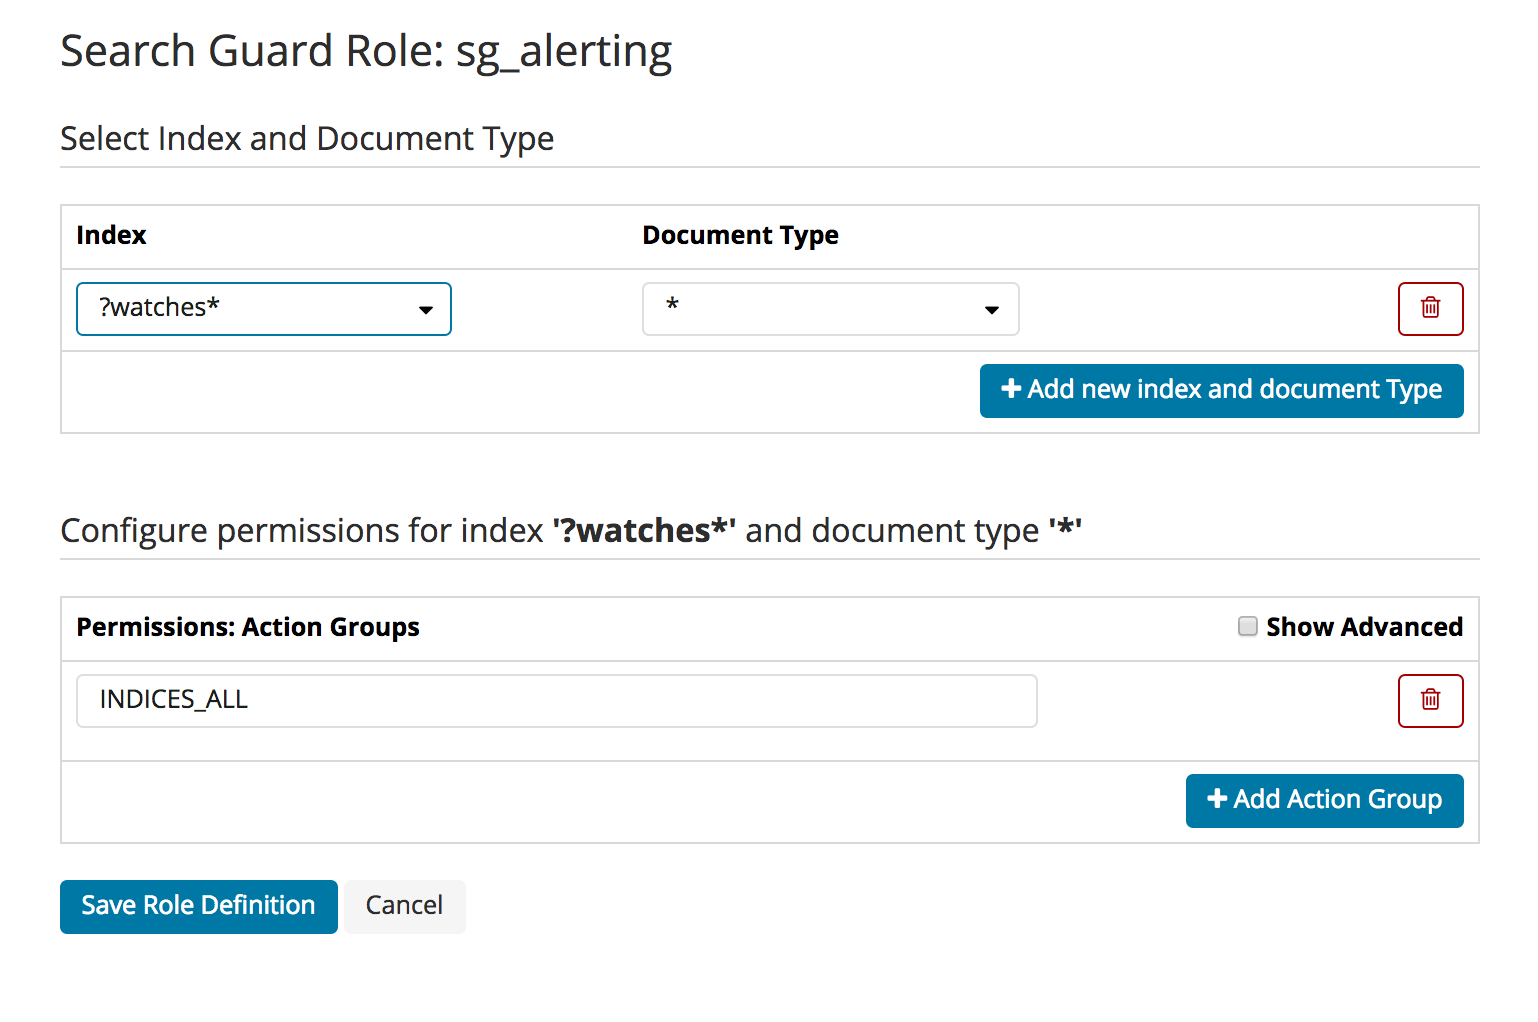 Search Guard Role: sg_alerting
Select Index and Document Type
Index Document Type
?watches* *
Add new index and document Type
Configure permissions for index '?watches*' and document type '*'
Permissions: Action Groups Show Advanced
INDICES_ALL
Add Action Group
Save Role Definition Cancel